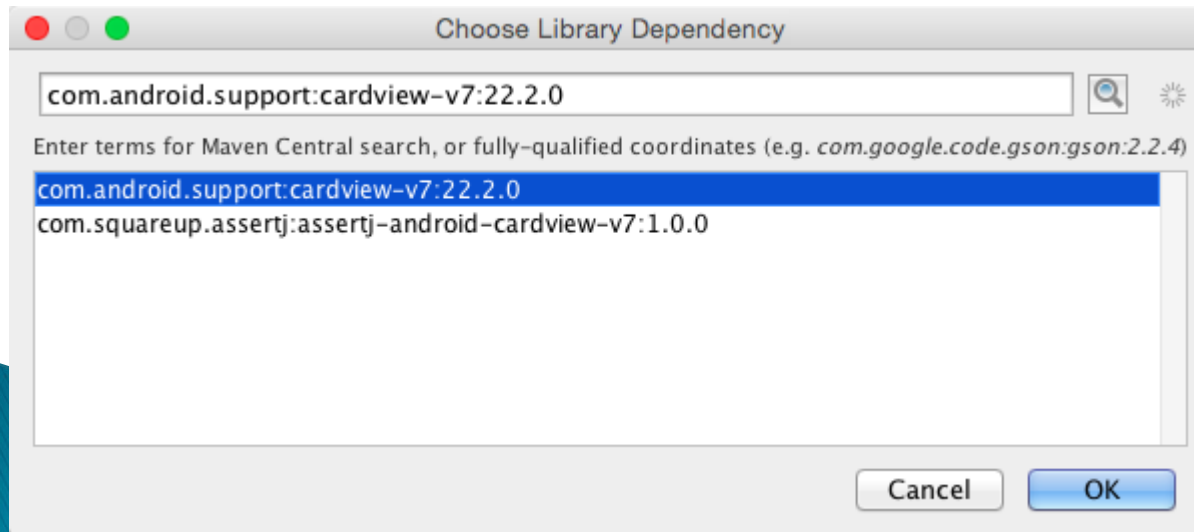 Choose Library Dependency
com.android.support:cardview-v7:22.2.0
Enter terms for Maven Central search, or fully-qualified coordinates (e.g. com.google.code.gson:gson:2.2.4)
com.android.support:cardview-v7:22.2.0
com.squareup.assertj:assertj-android-cardview-v7:1.0.0
Cancel OK